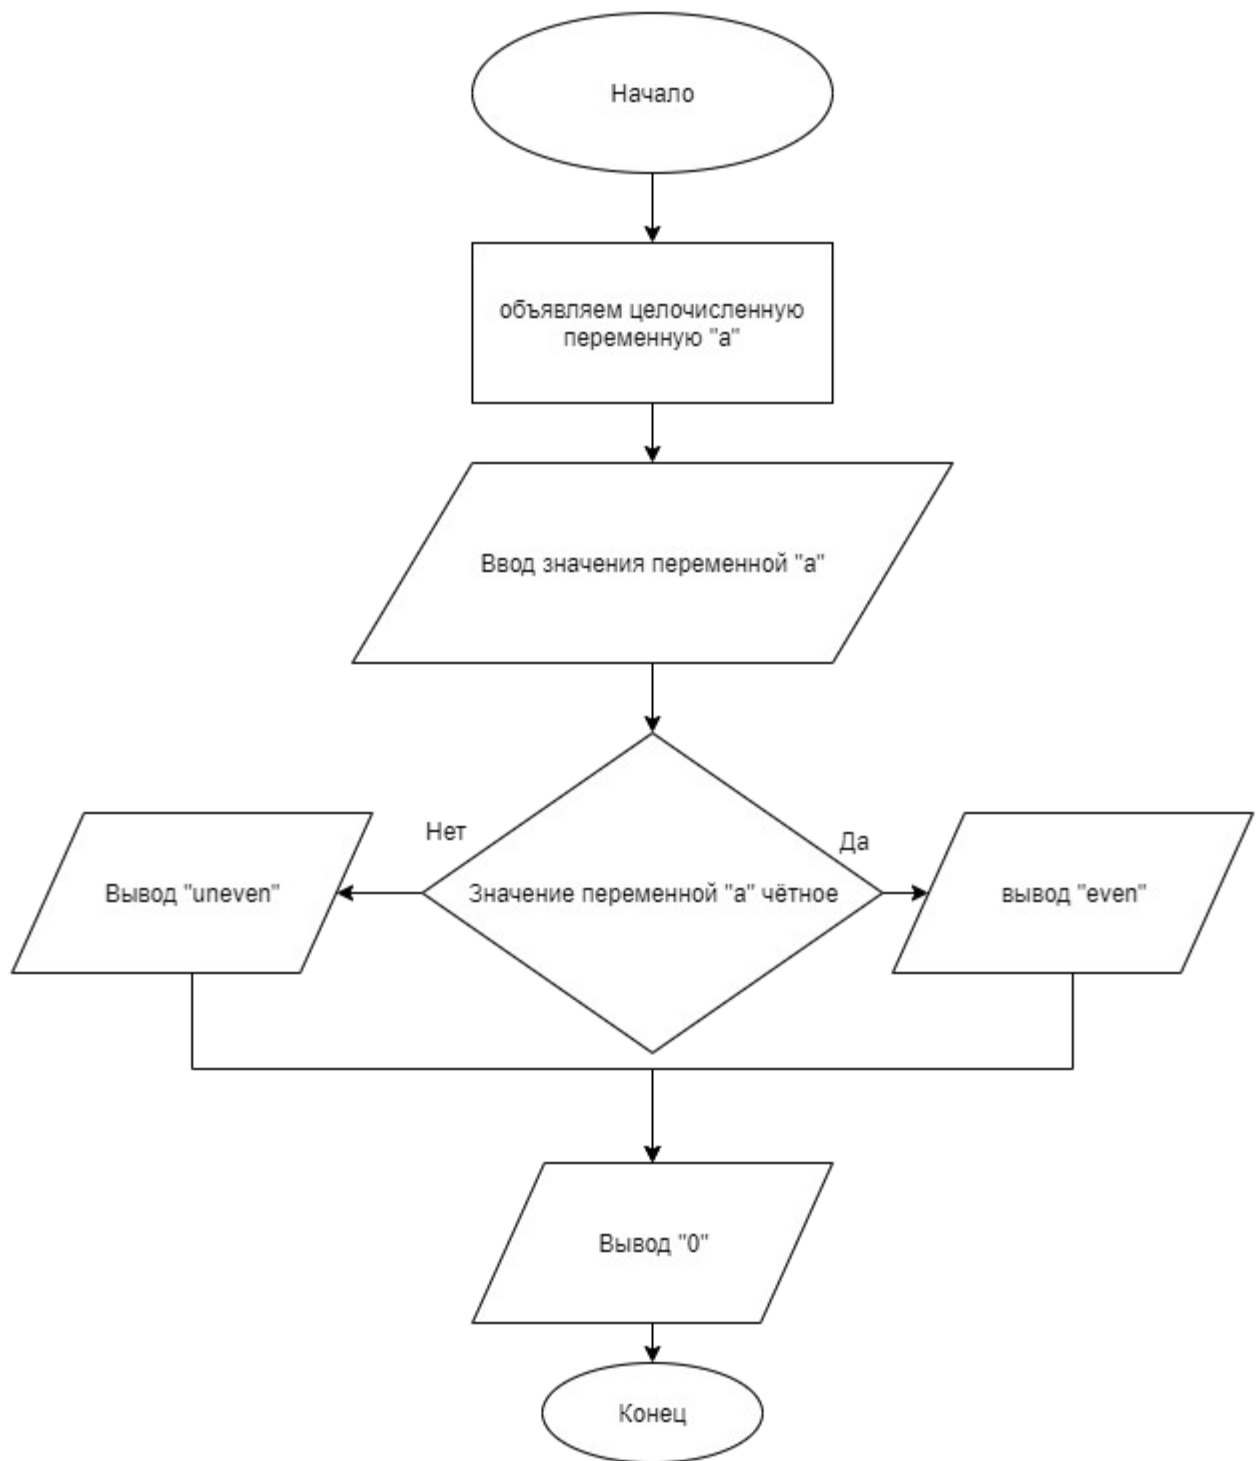 Начало
объявляем целочисленную
переменную "a"
Ввод значения переменной "a"
Нет
Да
Вывод "uneven"
Значение переменной "a" чётное
вывод "even"
Вывод "0"
Конец